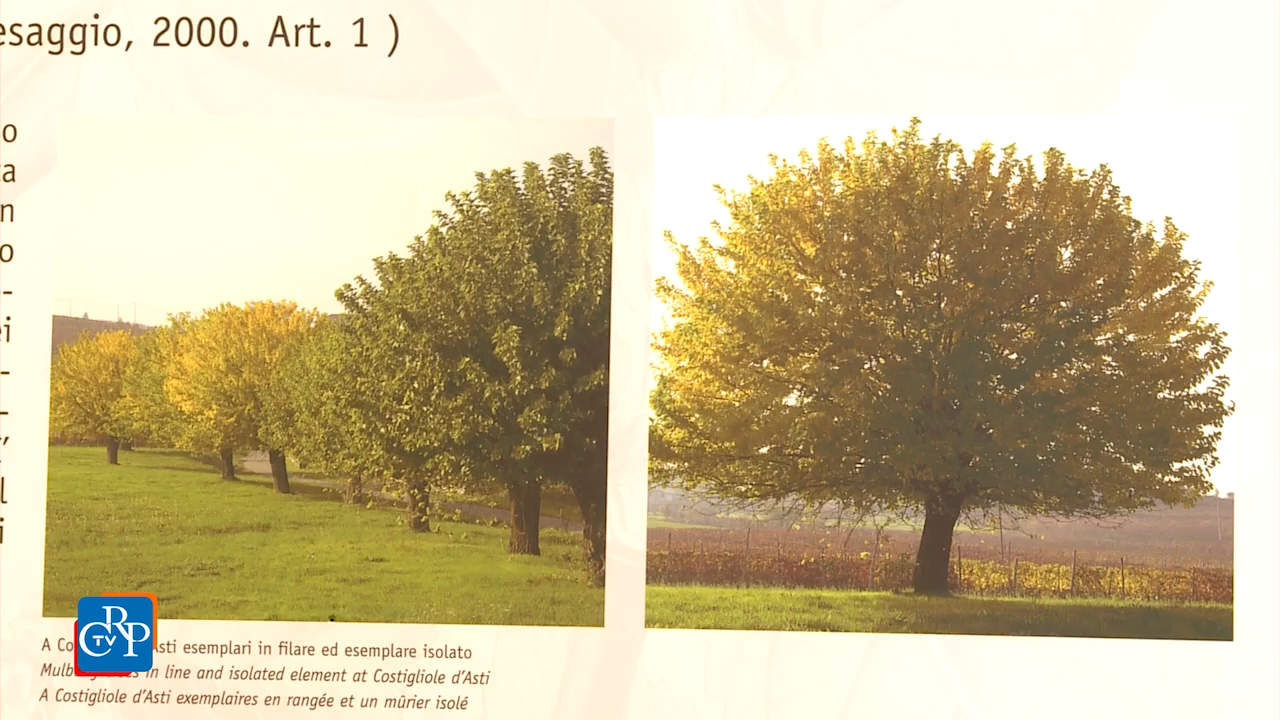 esaggio, 2000. Art. 1 )
o
a
n
o
-
ei
-
-
,
l
i
A Co sti esemplari in filare ed esemplare isolato
in line and isolated element at Costigliole d'Asti
A Costigliole d'Asti exemplaires en rangée et un mûrier isolé
CRP
TV